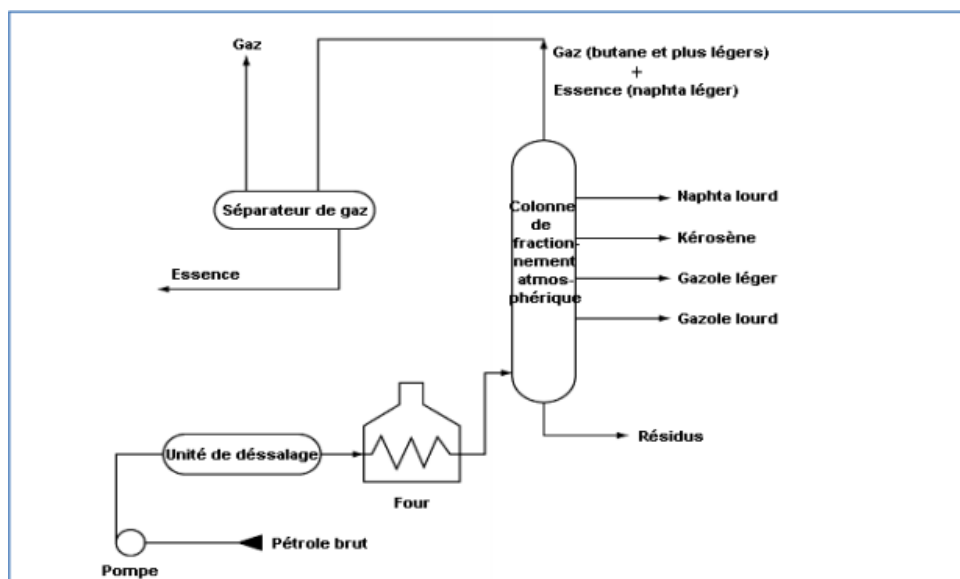 Gaz
Gaz (butane et plus légers)
+
Essence (naphta léger)
Séparateur de gaz
Essence
Colonne
de
fraction-
nement
atmos-
phérique
Naphta lourd
Kérosène
Gazole léger
Gazole lourd
Résidus
Unité de déssalage
Four
Pétrole brut
Pompe